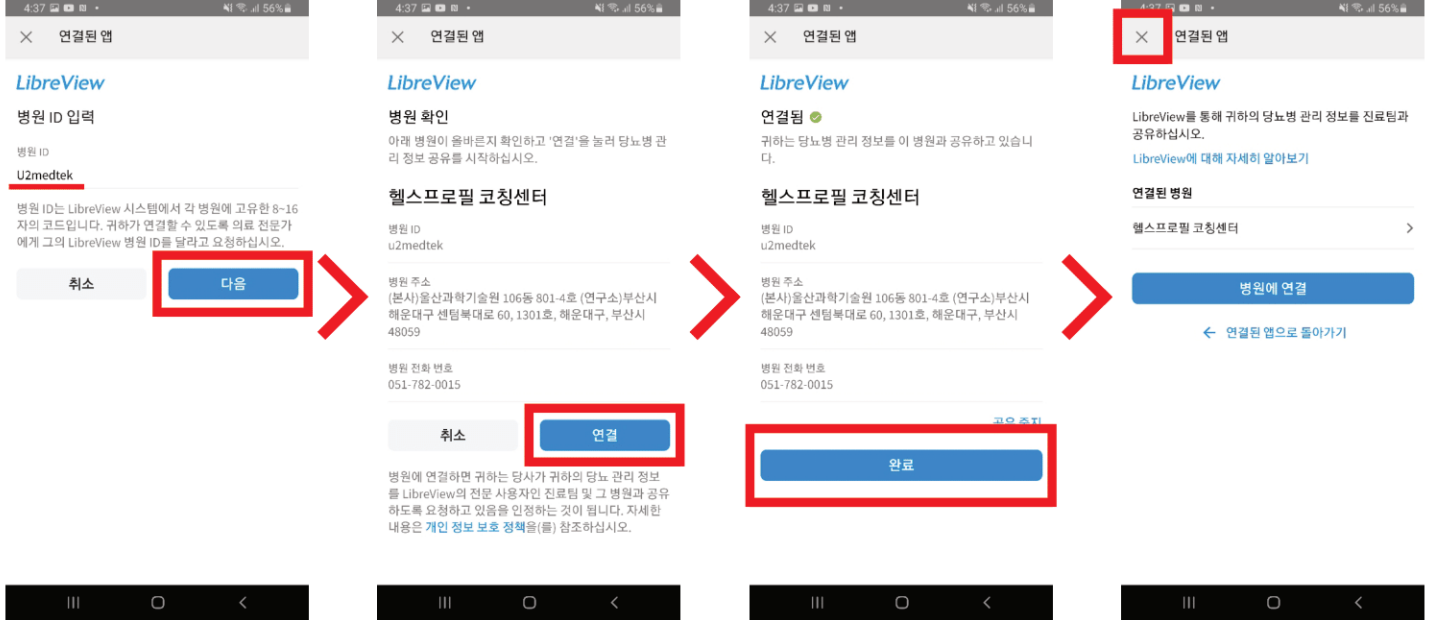 4:37
56%
연결된 앱
LibreView
병원 ID 입력
병원 ID
U2medtek
병원 ID는 LibreView 시스템에서 각 병원에 고유한 8~16
자의 코드입니다. 귀하가 연결할 수 있도록 의료 전문가
에게 그의 LibreView 병원 ID를 달라고 요청하십시오.
취소
다음
4:37
56%
연결된 앱
LibreView
병원 확인
아래 병원이 올바른지 확인하고 '연결'을 눌러 당뇨병 관
리 정보 공유를 시작하십시오.
헬스프로필 코칭센터
병원 ID
u2medtek
병원 주소
(본사)울산과학기술원 106동 801-4호 (연구소)부산시
해운대구 센텀북대로 60, 1301호, 해운대구, 부산시
48059
병원 전화 번호
051-782-0015
취소
연결
병원에 연결하면 귀하는 당사가 귀하의 당뇨 관리 정보
를 LibreView의 전문 사용자인 진료팀 및 그 병원과 공유
하도록 요청하고 있음을 인정하는 것이 됩니다. 자세한
내용은 개인 정보 보호 정책을(를) 참조하십시오.
4:37
56%
연결된 앱
LibreView
연결됨
귀하는 당뇨병 관리 정보를 이 병원과 공유하고 있습니
다.
헬스프로필 코칭센터
병원 ID
u2medtek
병원 주소
(본사)울산과학기술원 106동 801-4호 (연구소)부산시
해운대구 센텀북대로 60, 1301호, 해운대구, 부산시
48059
병원 전화 번호
051-782-0015
공유 중지
완료
4:37
56%
연결된 앱
LibreView
LibreView를 통해 귀하의 당뇨병 관리 정보를 진료팀과
공유하십시오.
LibreView에 대해 자세히 알아보기
연결된 병원
헬스프로필 코칭센터
병원에 연결
연결된 앱으로 돌아가기